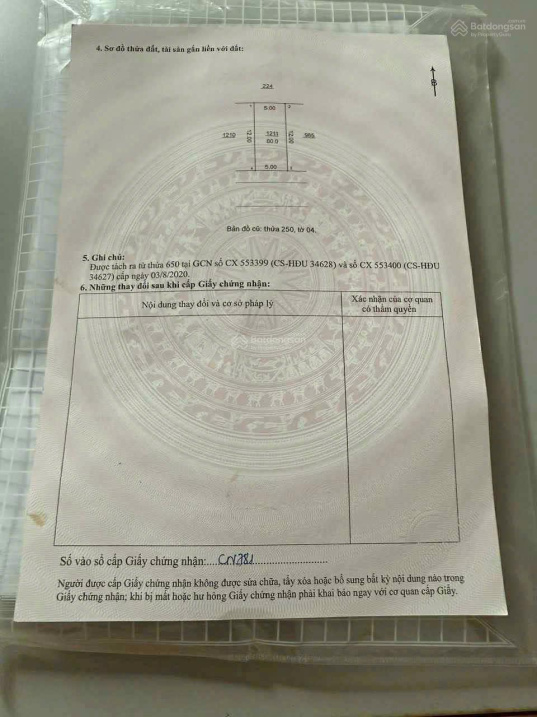 Batdongsan
4. Sơ đồ thửa đất, tài sản gắn liền với đất:
B
224
5.00
1210
12.00
1211
60.0
12.00
5.00
Bản đồ cũ: thửa 250, tờ 04.
5. Ghi chú:
Được tách ra từ thửa 650 tại GCN số CX 553399 (CS-HĐU 34628) và số CX 553400 (CS-HĐU
34627) cấp ngày 03/8/2020.
6. Những thay đổi sau khi cấp Giấy chứng nhận:
Nội dung thay đổi và cơ sở pháp lý
Xác nhận của cơ quan
có thẩm quyền
Batdongsan
Số vào sổ cấp Giấy chứng nhận:....CN381..........................
Người được cấp Giấy chứng nhận không được sửa chữa, tẩy xóa hoặc bổ sung bất kỳ nội dung nào trong
Giấy chứng nhận; khi bị mất hoặc hư hỏng Giấy chứng nhận phải khai báo ngay với cơ quan cấp Giấy.